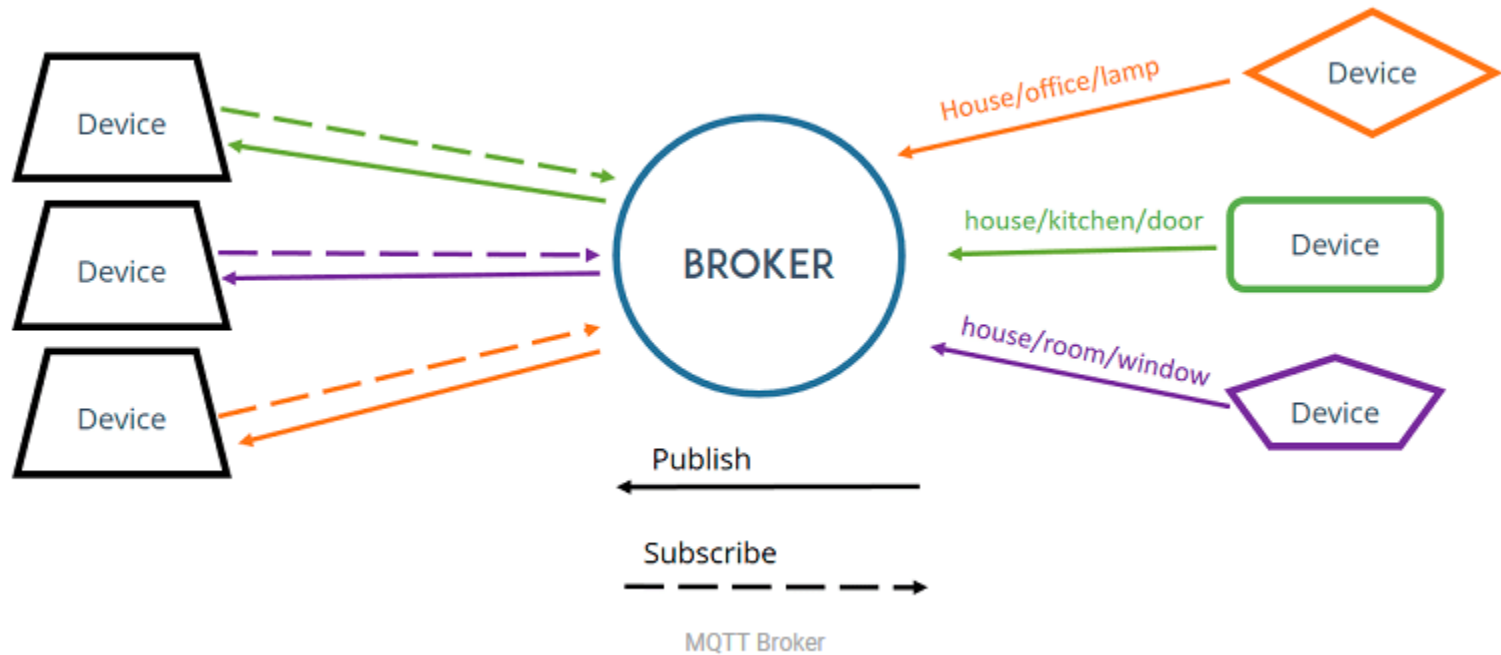 Device
Device
Device
BROKER
House/office/lamp
Device
house/kitchen/door
Device
house/room/window
Device
Publish
Subscribe
MQTT Broker